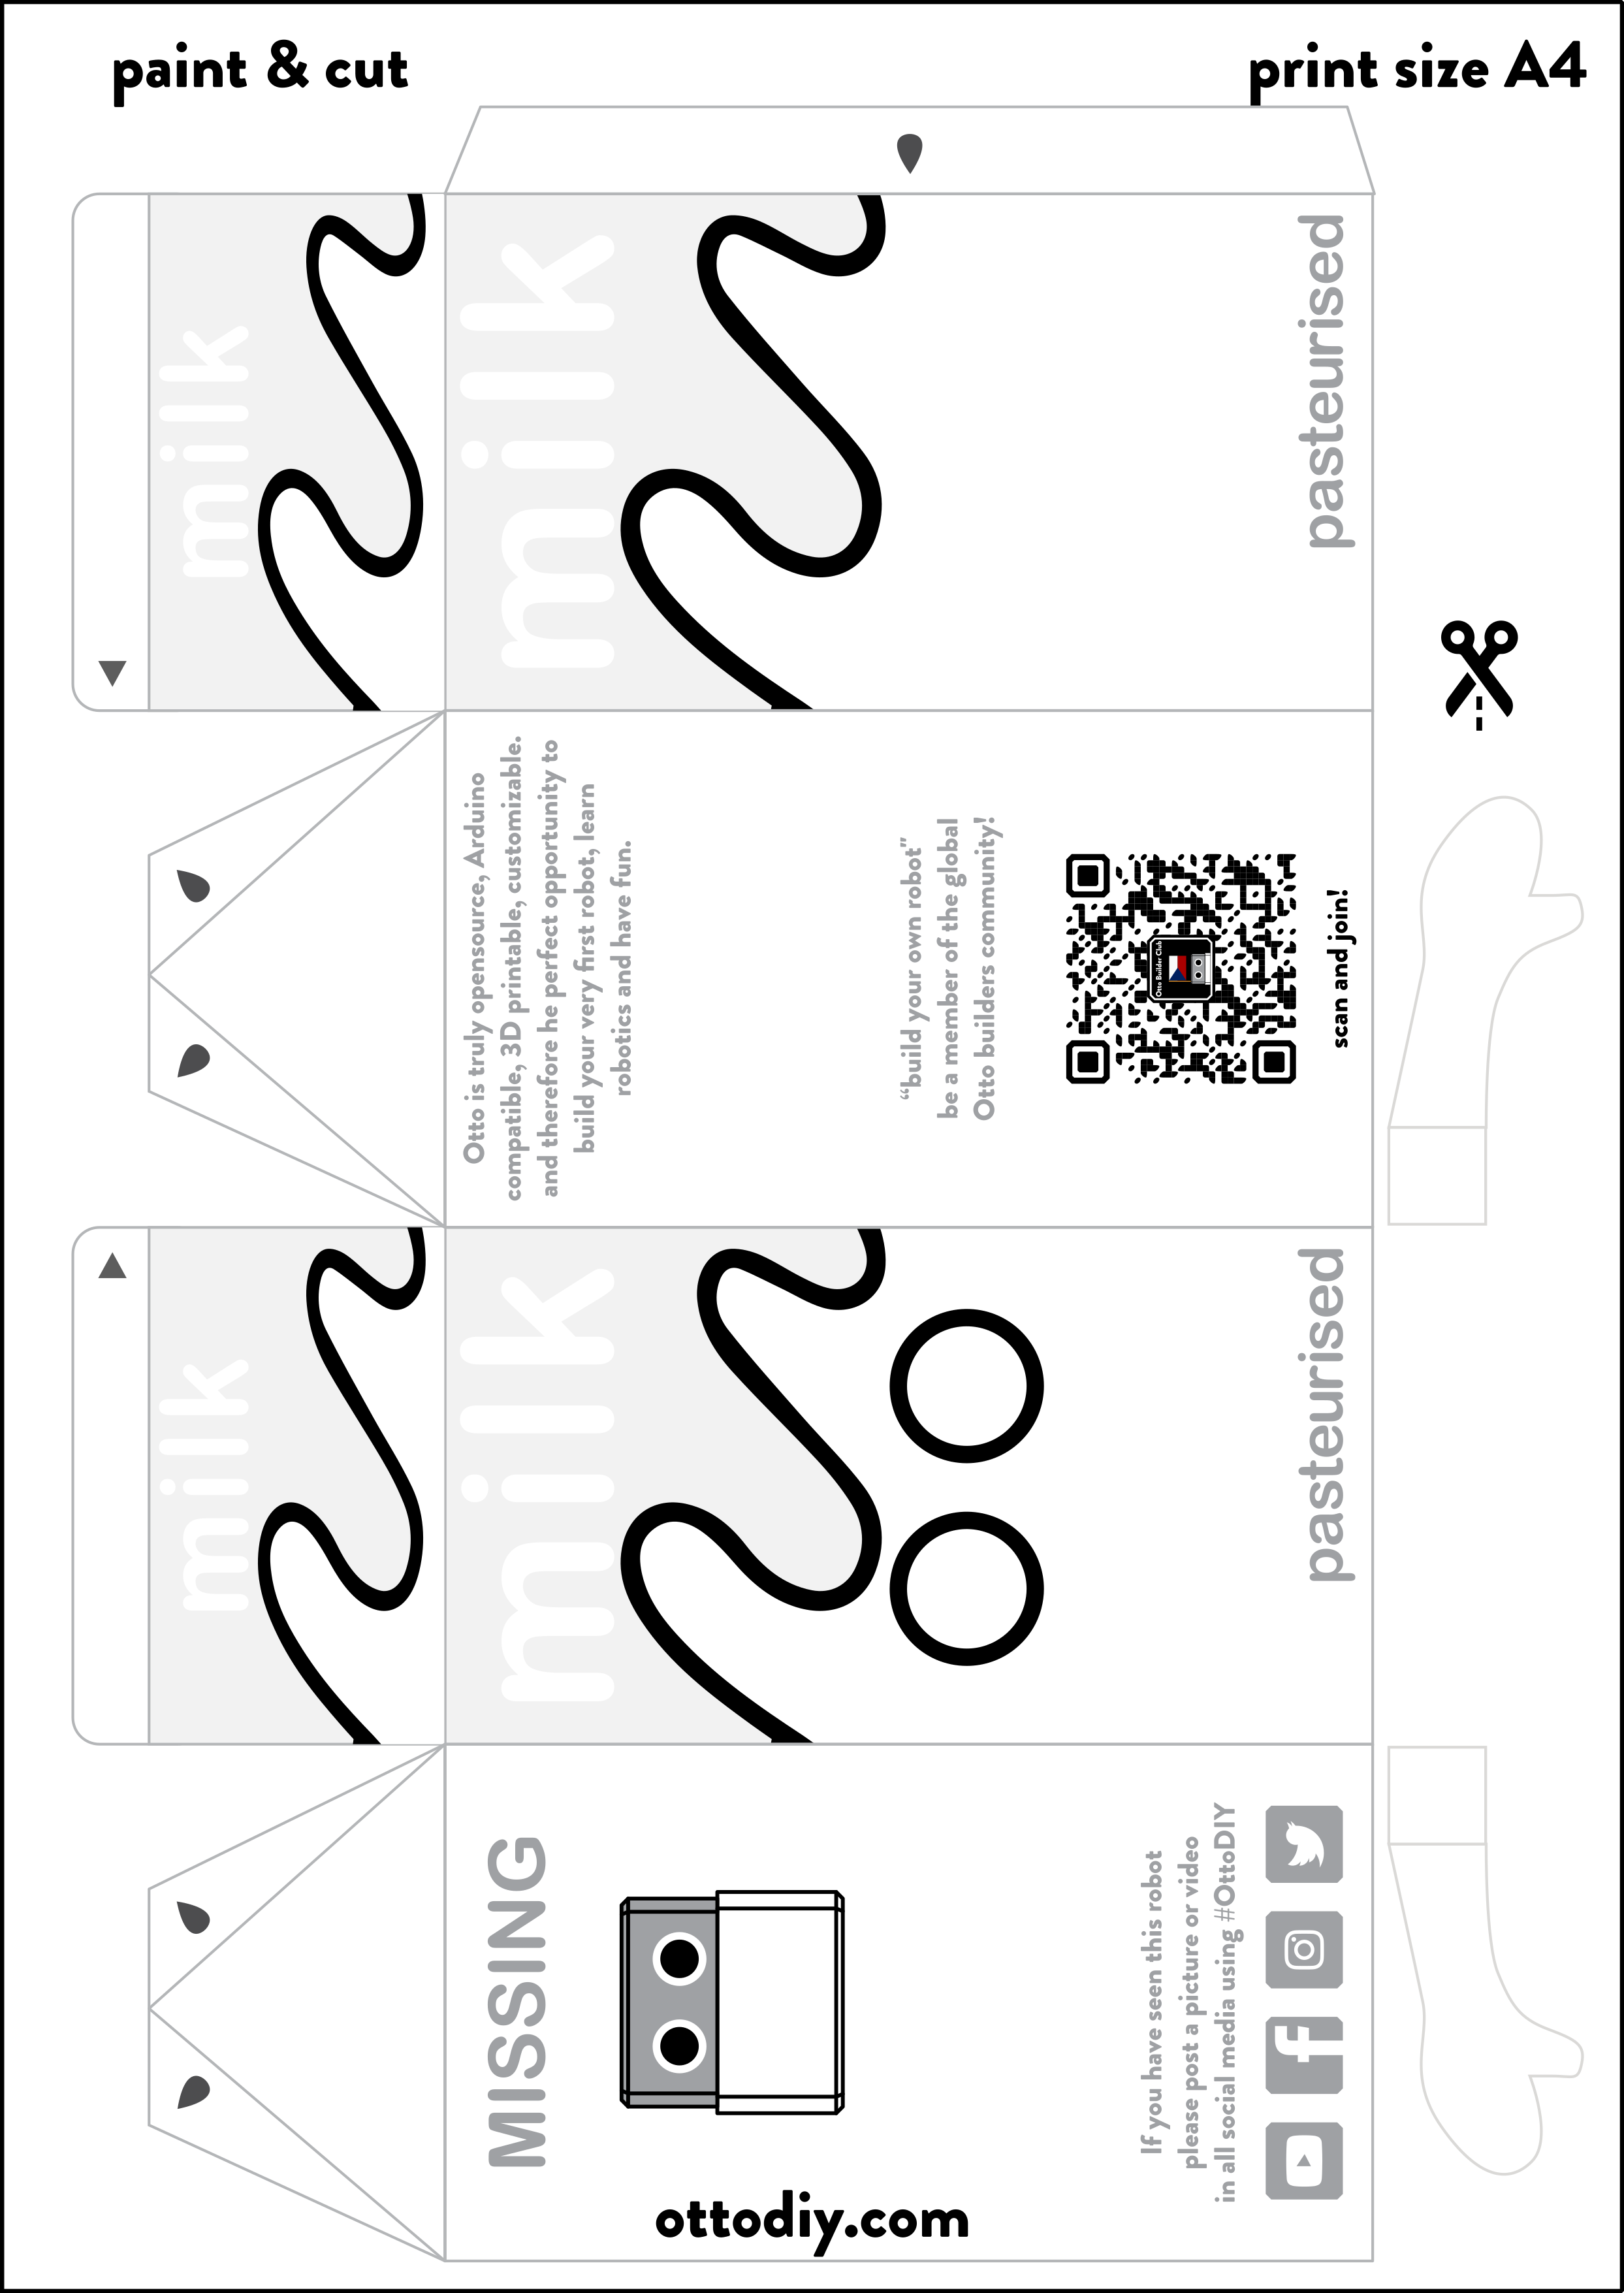 paint & cut
print size A4
milk
milk
pasteurised
Otto is truly opensource, Arduino
compatible, 3D printable, customizable.
and therefore he perfect opportunity to
build your very first robot, learn
robotics and have fun.
“build your own robot”
be a member of the global
Otto builders community!
Otto Builder Club
scan and join!
milk
milk
pasteurised
MISSING
If you have seen this robot
please post a picture or video
in all social media using #OttoDIY
ottodiy.com